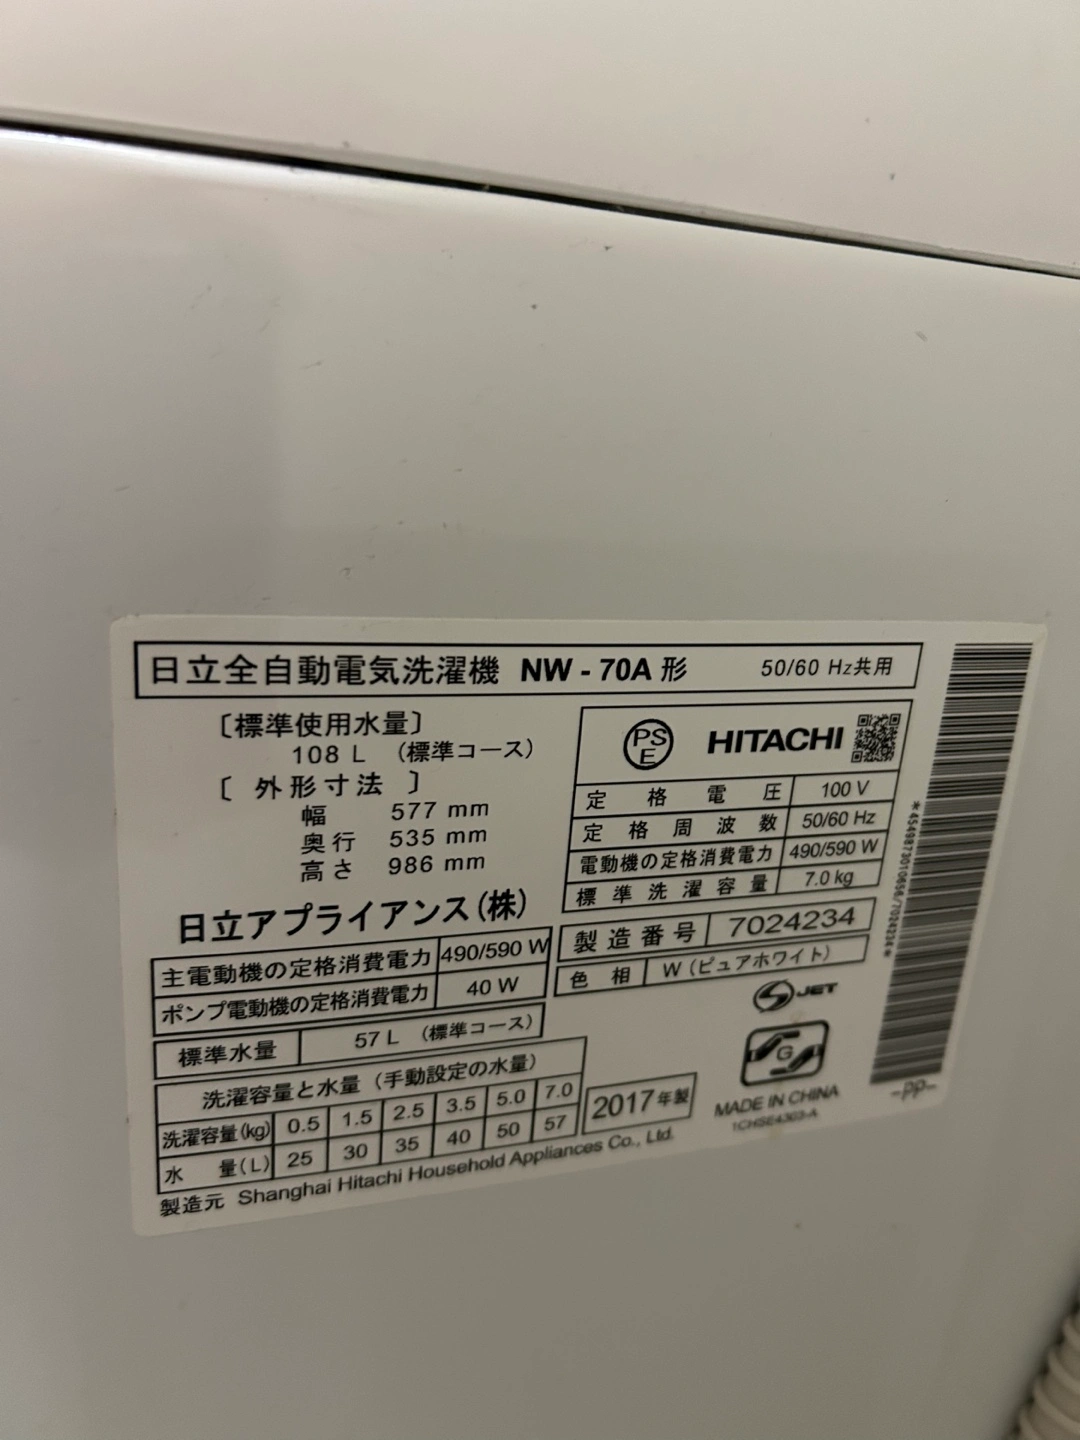 日立全自動電気洗濯機 NW - 70A 形 50/60 Hz共用
〔標準使用水量〕
108 L （標準コース）
〔 外形寸法 〕
幅 577 mm
奥行 535 mm
高さ 986 mm
日立アプライアンス(株)
主電動機の定格消費電力 490/590 W
ポンプ電動機の定格消費電力 40 W
標準水量 57 L （標準コース）
洗濯容量と水量（手動設定の水量）
洗濯容量(kg) 0.5 1.5 2.5 3.5 5.0 7.0
水 量(L) 25 30 35 40 50 57
製造元 Shanghai Hitachi Household Appliances Co., Ltd.
PS
E
HITACHI
定格電圧 100 V
定格周波数 50/60 Hz
電動機の定格消費電力 490/590 W
標準洗濯容量 7.0 kg
製造番号 7024234
色相 W（ピュアホワイト）
JET
G
2017年製
MADE IN CHINA
1CHSE4303-A
*4549873010656/7024234*
-pp-